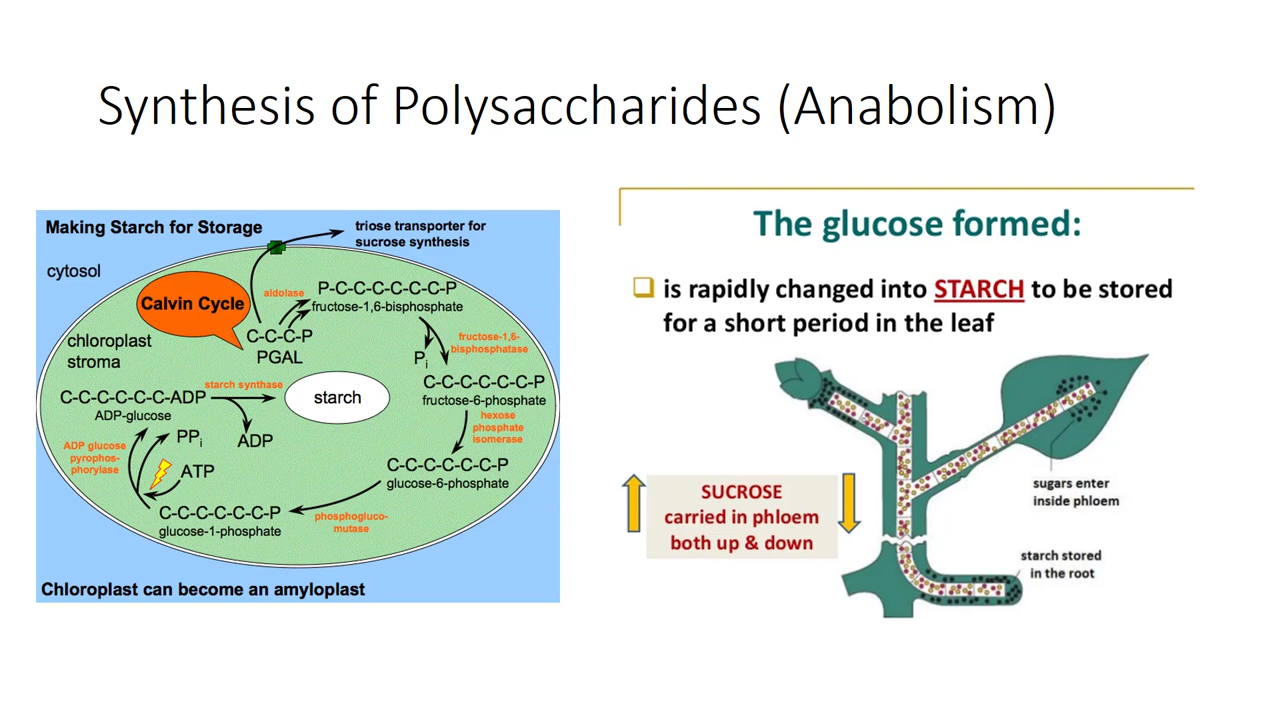 Synthesis of Polysaccharides (Anabolism)
Making Starch for Storage
triose transporter for
sucrose synthesis
cytosol
Calvin Cycle
aldolase
P-C-C-C-C-C-C-P
fructose-1,6-bisphosphate
C-C-C-P
PGAL
chloroplast
stroma
Pi
fructose-1,6-
bisphosphatase
C-C-C-C-C-C-P
fructose-6-phosphate
hexose
phosphate
isomerase
C-C-C-C-C-C-P
glucose-6-phosphate
phosphogluco-
mutase
C-C-C-C-C-C-P
glucose-1-phosphate
ATP
PPi
ADP glucose
pyrophos-
phorylase
C-C-C-C-C-C-ADP
ADP-glucose
starch synthase
ADP
starch
Chloroplast can become an amyloplast
The glucose formed:
is rapidly changed into STARCH to be stored
for a short period in the leaf
SUCROSE
carried in phloem
both up & down
sugars enter
inside phloem
starch stored
in the root